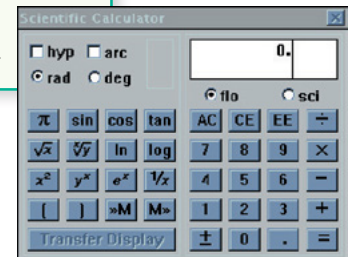 Scientific Calculator
hyp arc
rad deg
0.
flo sci
π sin cos tan
√x ˣ√y ln log
x² yˣ eˣ 1/x
( ) »M M»
Transfer Display
AC CE EE ÷
7 8 9 ×
4 5 6 −
1 2 3 +
± 0 . =